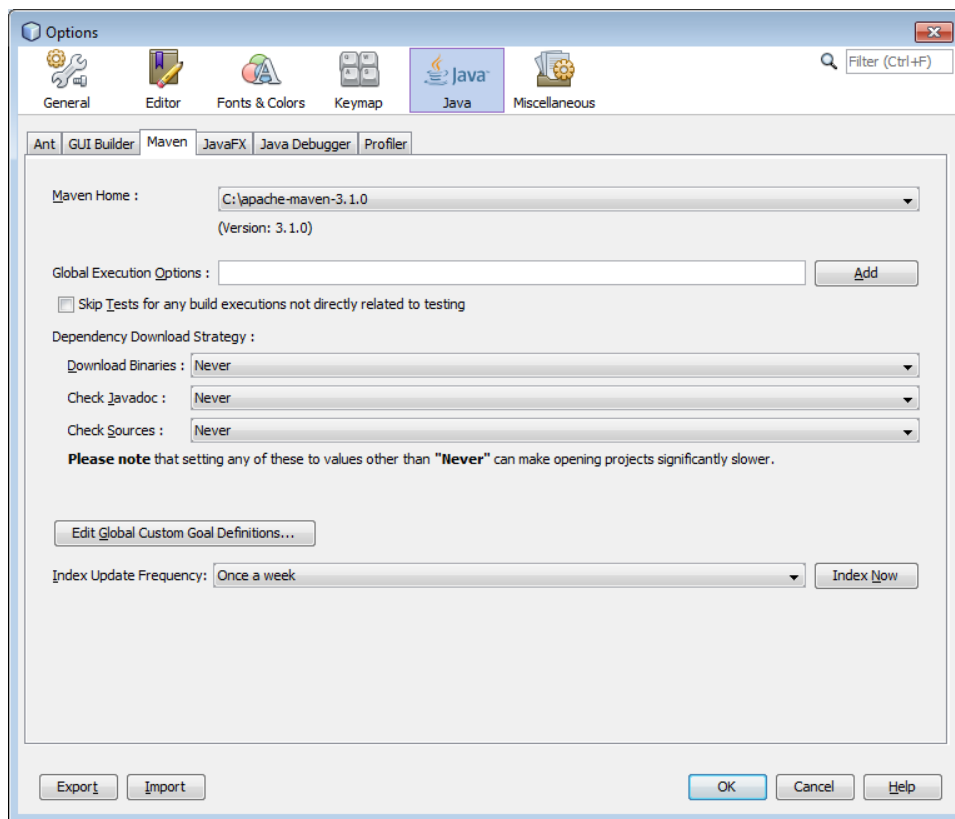 Options
Filter (Ctrl+F)
Java
General Editor Fonts & Colors Keymap Java Miscellaneous
Ant GUI Builder Maven JavaFX Java Debugger Profiler
Maven Home : C:\apache-maven-3.1.0
(Version: 3.1.0)
Global Execution Options : Add
Skip Tests for any build executions not directly related to testing
Dependency Download Strategy :
Download Binaries : Never
Check Javadoc : Never
Check Sources : Never
Please note that setting any of these to values other than "Never" can make opening projects significantly slower.
Edit Global Custom Goal Definitions...
Index Update Frequency: Once a week Index Now
Export Import OK Cancel Help